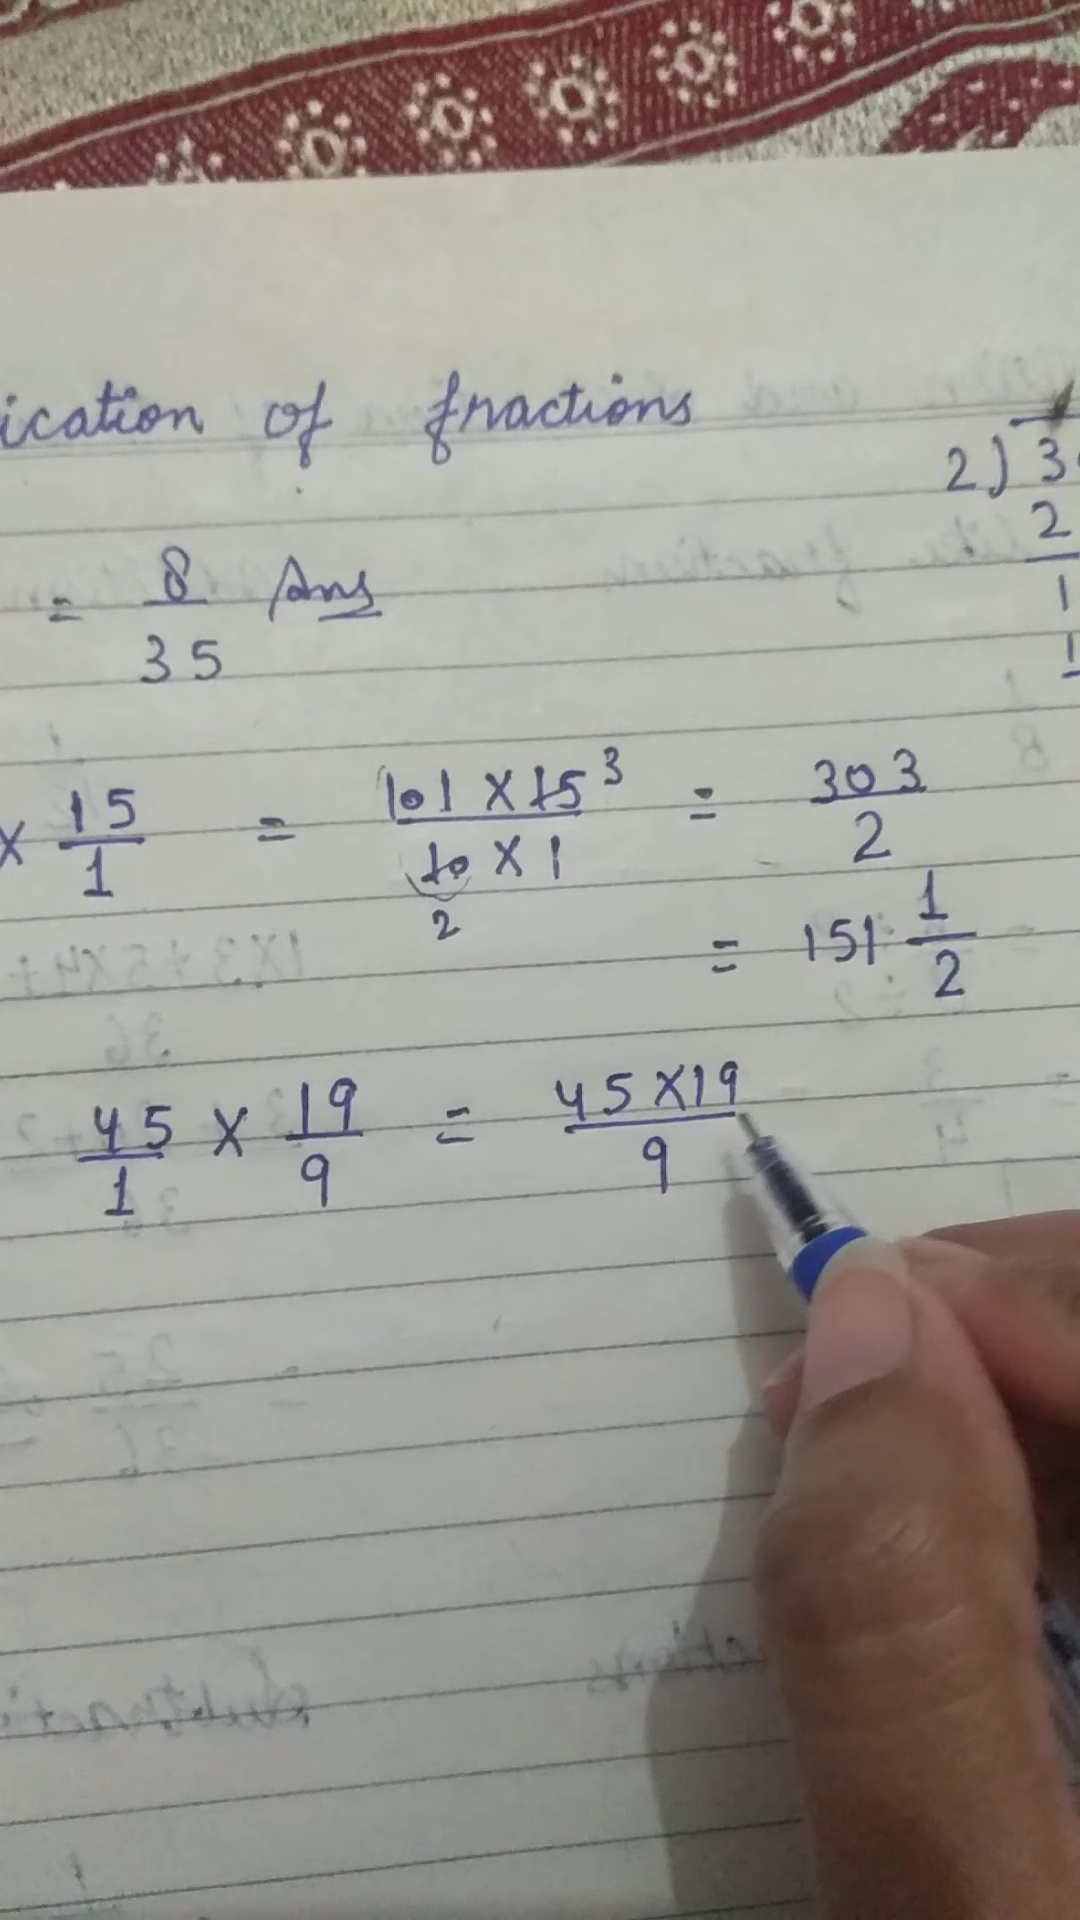 ication of fractions
2) 3
2
1
1
= 8/35 Ans
x 15/1 = 101 x 15 3 / 10 x 1 2 = 303/2
= 151 1/2
45/1 x 19/9 = 45 x 19 / 9